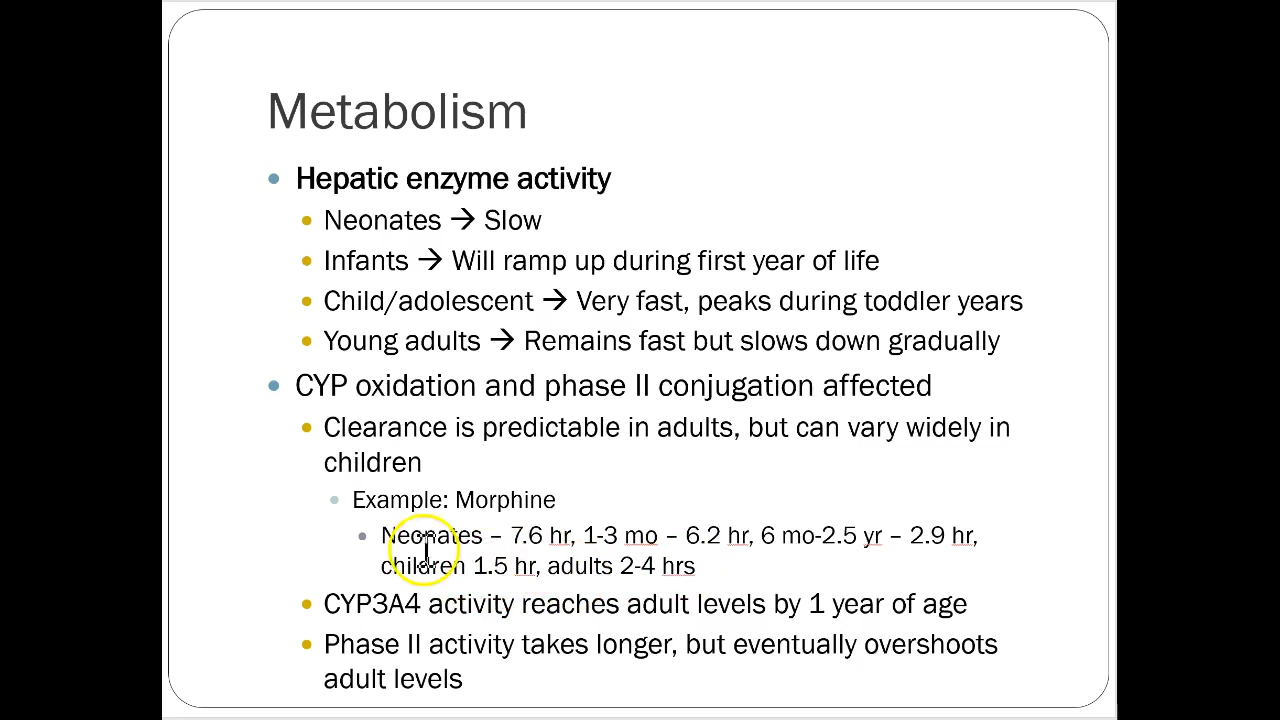 Metabolism
• Hepatic enzyme activity
• Neonates → Slow
• Infants → Will ramp up during first year of life
• Child/adolescent → Very fast, peaks during toddler years
• Young adults → Remains fast but slows down gradually
• CYP oxidation and phase II conjugation affected
• Clearance is predictable in adults, but can vary widely in
children
• Example: Morphine
• Neonates – 7.6 hr, 1-3 mo – 6.2 hr, 6 mo-2.5 yr – 2.9 hr,
children 1.5 hr, adults 2-4 hrs
• CYP3A4 activity reaches adult levels by 1 year of age
• Phase II activity takes longer, but eventually overshoots
adult levels